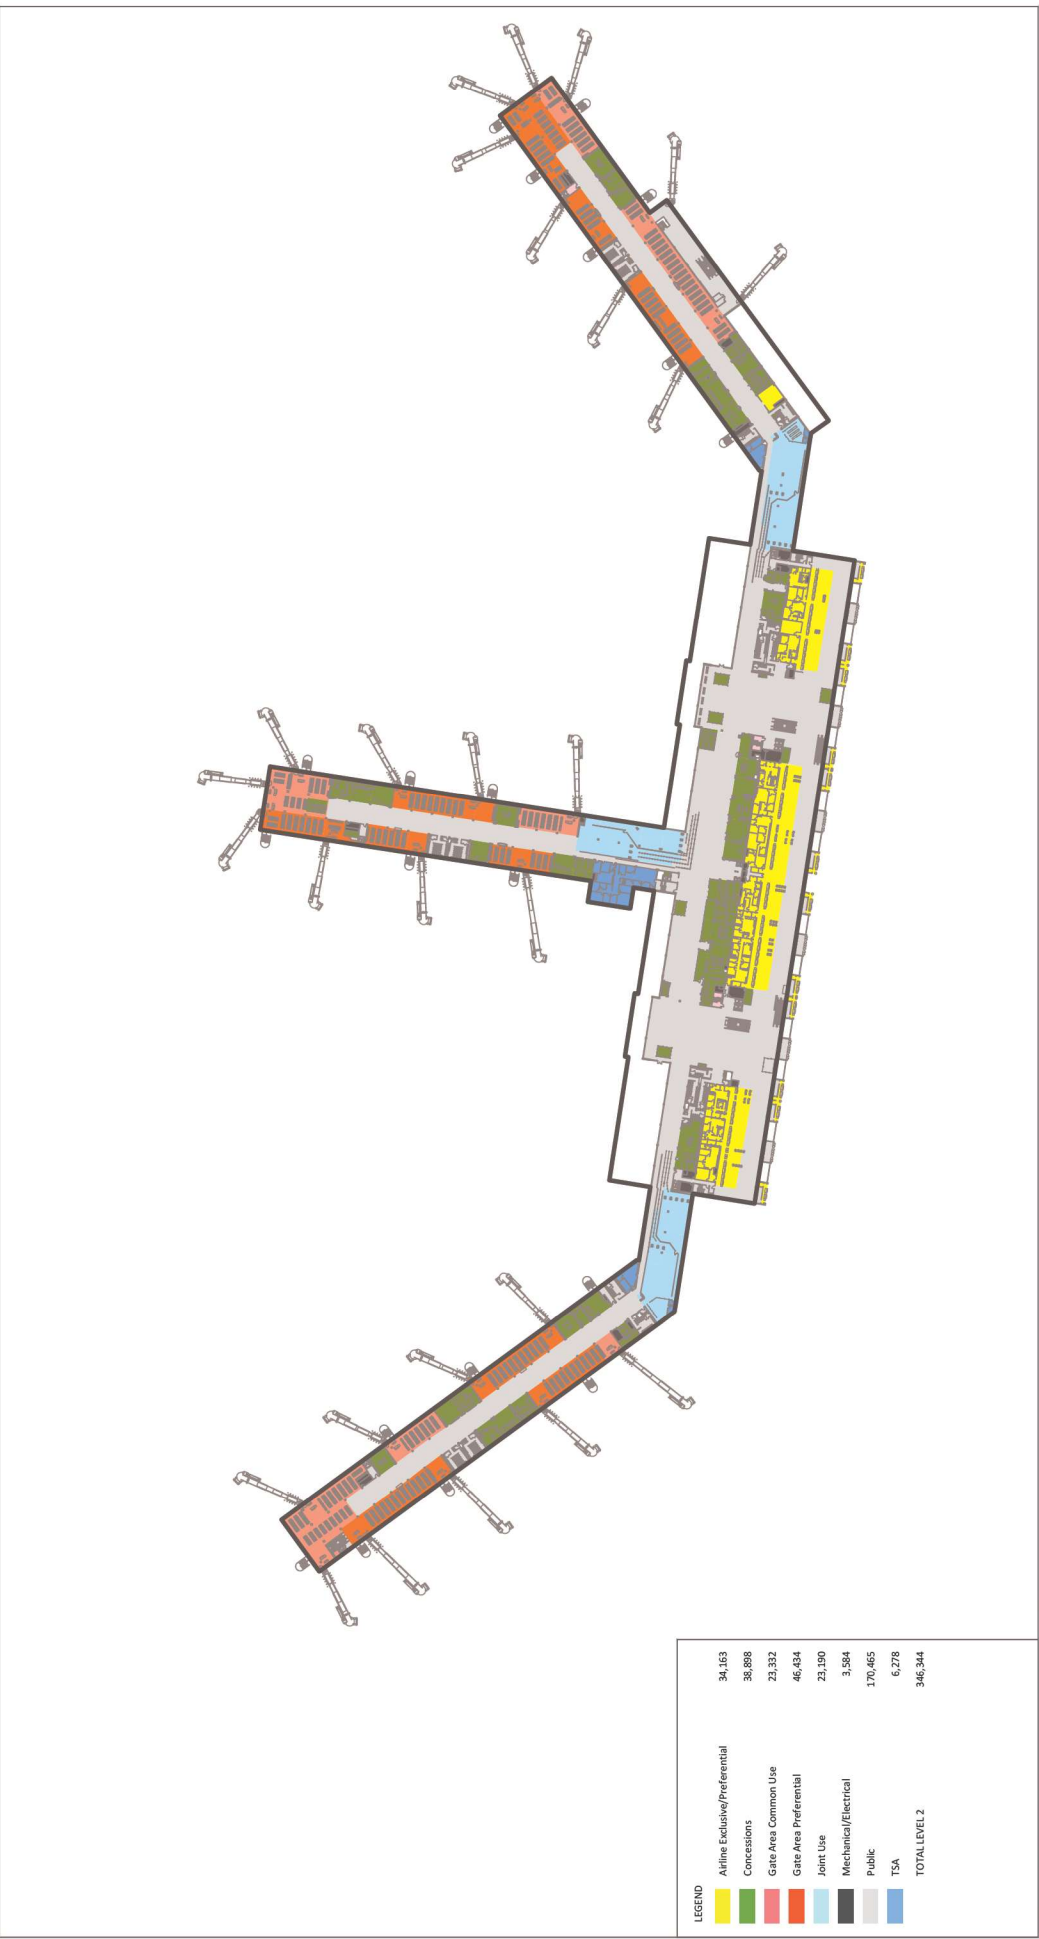 LEGEND
Airline Exclusive/Preferential 34,163
Concessions 38,898
Gate Area Common Use 23,332
Gate Area Preferential 46,434
Joint Use 23,190
Mechanical/Electrical 3,584
Public 170,465
TSA 6,278
TOTAL LEVEL 2 346,344